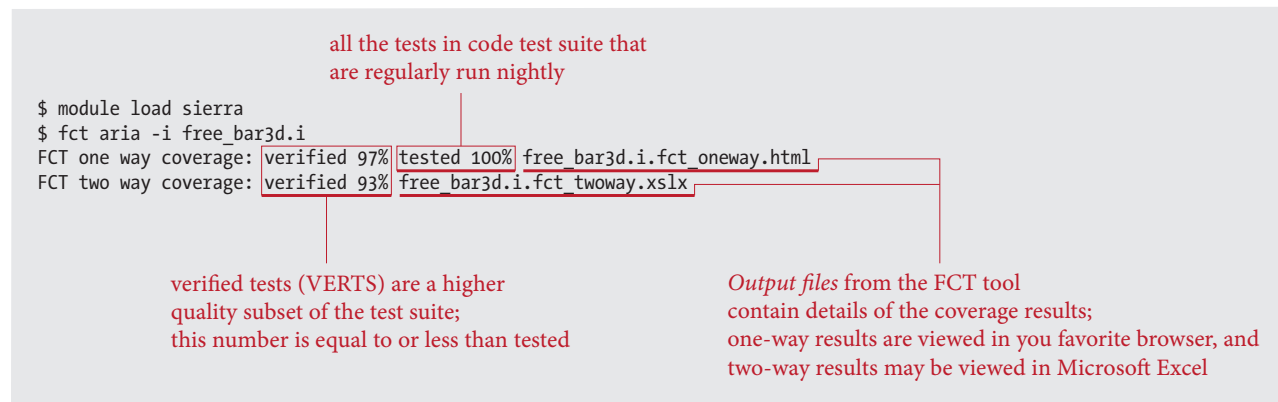 all the tests in code test suite that
are regularly run nightly
$ module load sierra
$ fct aria -i free_bar3d.i
FCT one way coverage: verified 97% tested 100% free_bar3d.i.fct_oneway.html
FCT two way coverage: verified 93% free_bar3d.i.fct_twoway.xslx
verified tests (VERTS) are a higher
quality subset of the test suite;
this number is equal to or less than tested
Output files from the FCT tool
contain details of the coverage results;
one-way results are viewed in you favorite browser, and
two-way results may be viewed in Microsoft Excel